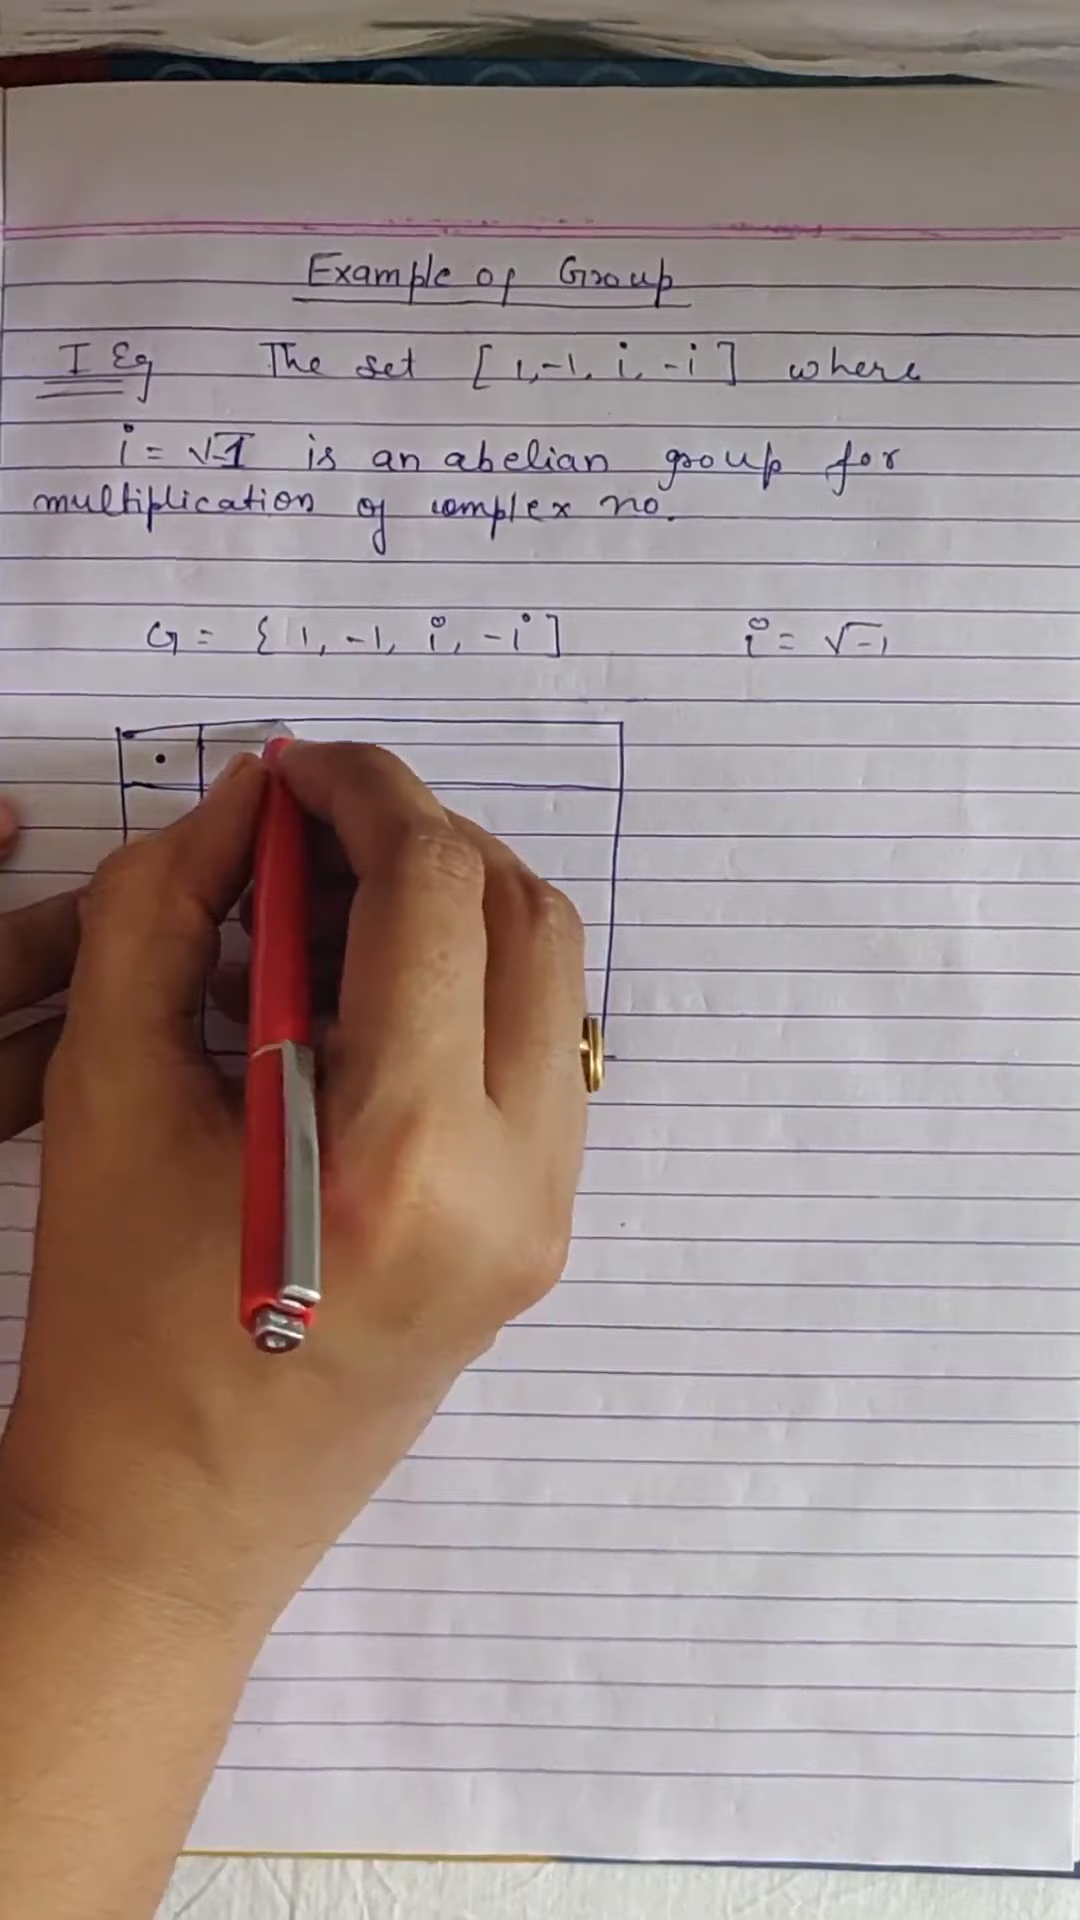 Example of Group
I Eg The set [1, -1, i, -i] where
i = √-1 is an abelian group for
multiplication of complex no.
G = {1, -1, i, -i] i = √-1